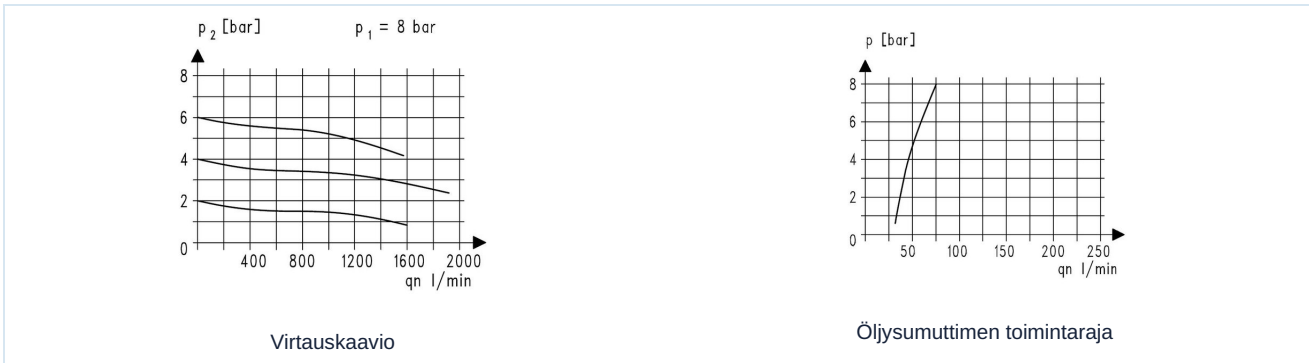 p 2 [bar] p 1 = 8 bar
8
6
4
2
0
400 800 1200 1600 2000
qn l/min
Virtauskaavio
p [bar]
8
6
4
2
0
50 100 150 200 250
qn l/min
Öljysumuttimen toimintaraja